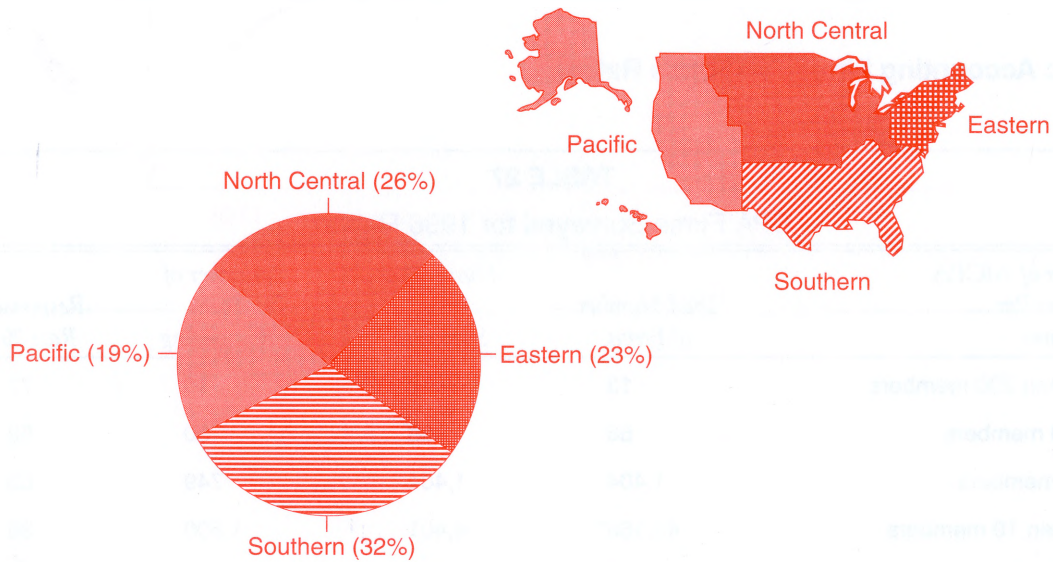 North Central
Eastern
Pacific
Southern
North Central (26%)
Pacific (19%)
Eastern (23%)
Southern (32%)